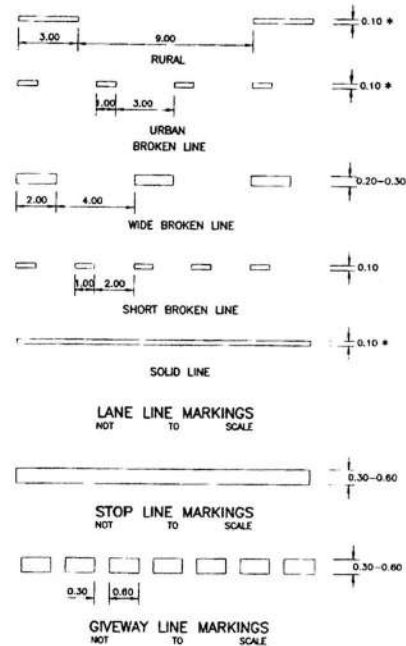 0.10 *
3.00 9.00
RURAL
0.10 *
1.00 3.00
URBAN
BROKEN LINE
0.20-0.30
2.00 4.00
WIDE BROKEN LINE
0.10
1.00 2.00
SHORT BROKEN LINE
0.10 *
SOLID LINE
LANE LINE MARKINGS
NOT TO SCALE
0.30-0.60
STOP LINE MARKINGS
NOT TO SCALE
0.30-0.60
0.30 0.60
GIVEWAY LINE MARKINGS
NOT TO SCALE